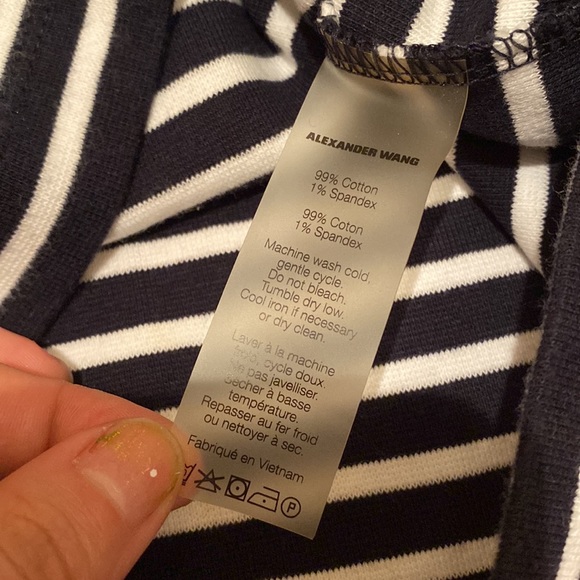 ALEXANDER WANG
99% Cotton
1% Spandex
99% Coton
1% Spandex
Machine wash cold,
gentle cycle.
Do not bleach.
Tumble dry low.
Cool iron if necessary
or dry clean.
Laver à la machine
froid, cycle doux.
Ne pas javelliser.
Sécher à basse
température.
Repasser au fer froid
ou nettoyer à sec.
Fabriqué en Vietnam
P